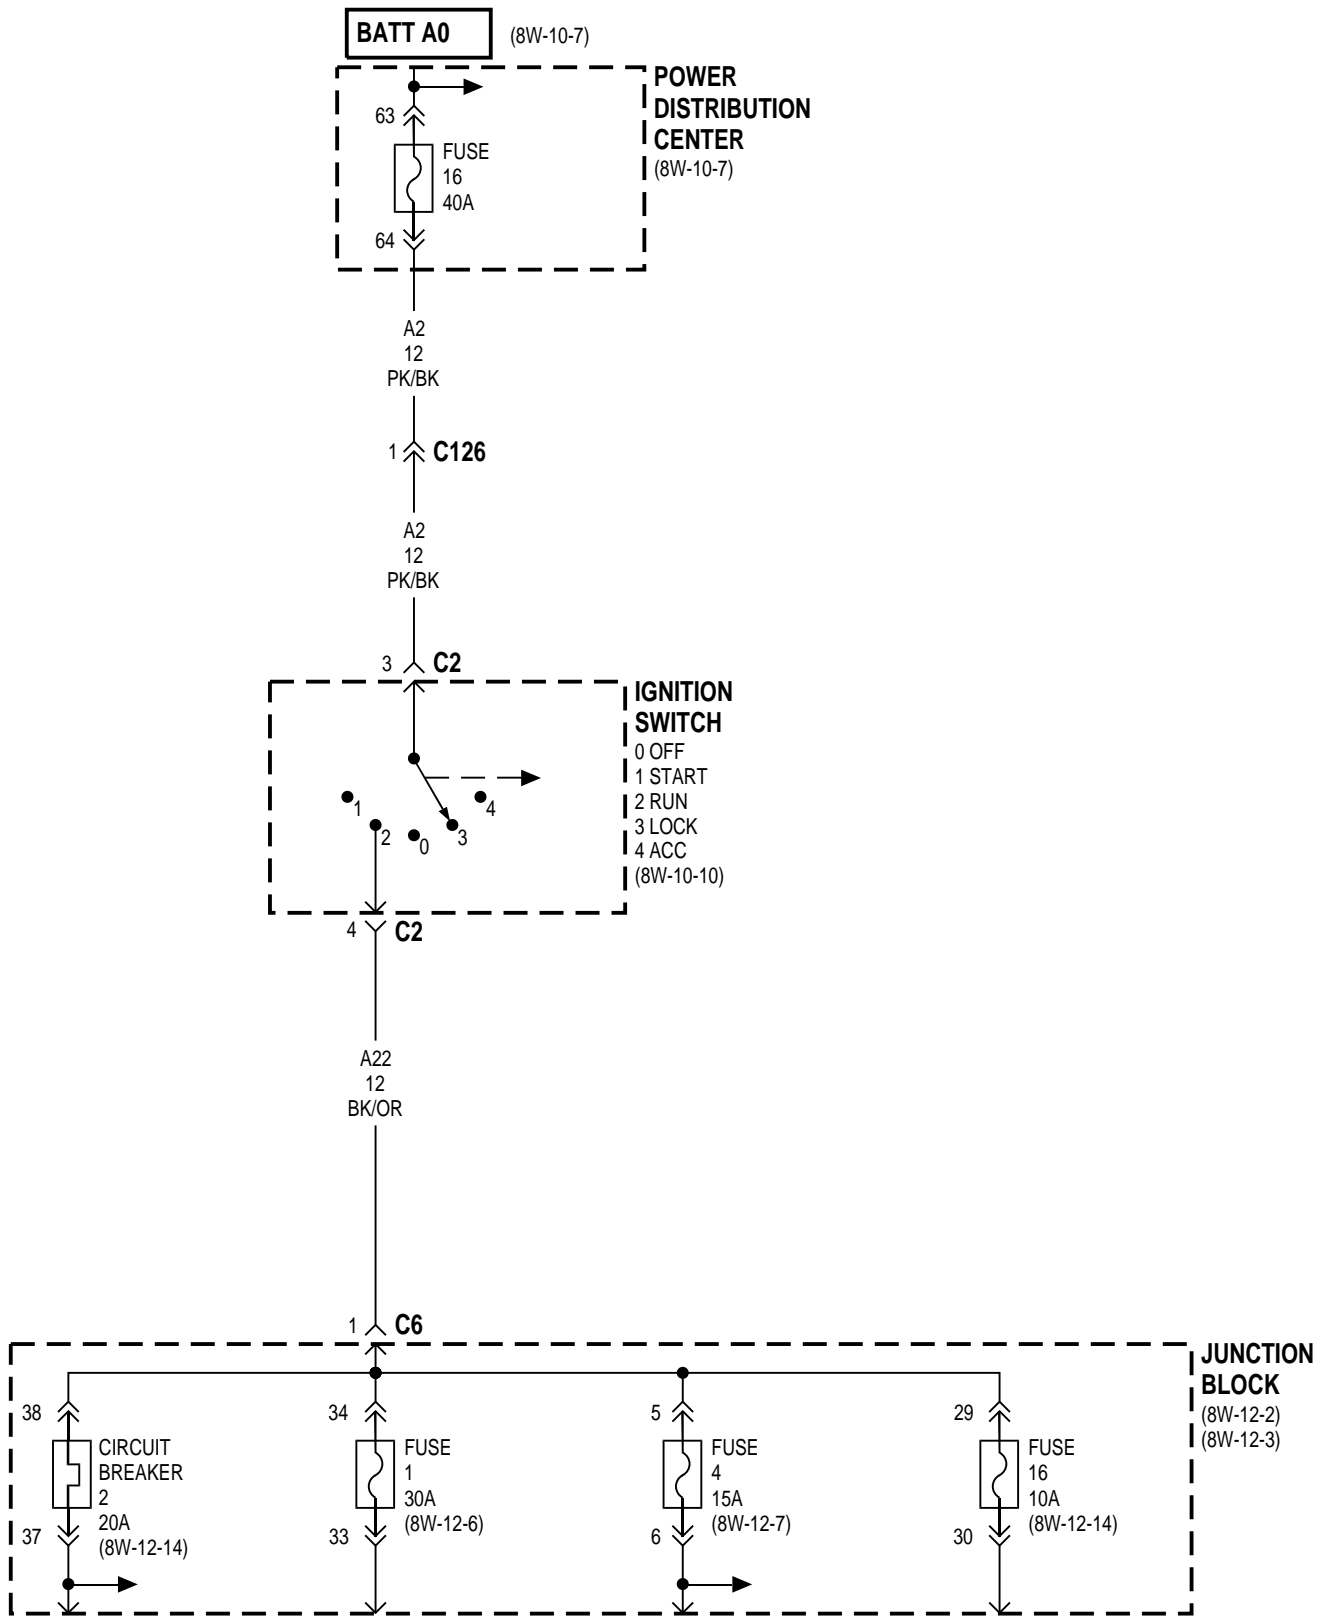 BATT A0
(8W-10-7)
POWER
DISTRIBUTION
CENTER
(8W-10-7)
63
FUSE
16
40A
64
A2
12
PK/BK
1
C126
A2
12
PK/BK
3
C2
IGNITION
SWITCH
0 OFF
1 START
2 RUN
3 LOCK
4 ACC
(8W-10-10)
1
2
0
3
4
4
C2
A22
12
BK/OR
1
C6
JUNCTION
BLOCK
(8W-12-2)
(8W-12-3)
38
CIRCUIT
BREAKER
2
20A
(8W-12-14)
37
34
FUSE
1
30A
(8W-12-6)
33
5
FUSE
4
15A
(8W-12-7)
6
29
FUSE
16
10A
(8W-12-14)
30